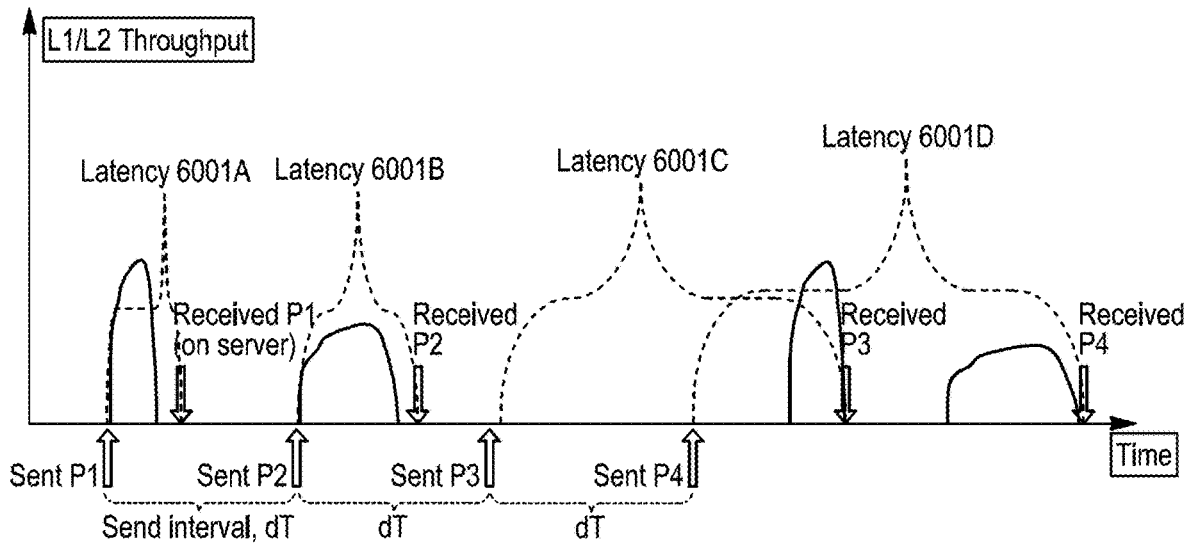 L1/L2 Throughput
Latency 6001A
Latency 6001B
Latency 6001C
Latency 6001D
Received P1
(on server)
Received
P2
Received
P3
Received
P4
Time
Sent P1
Sent P2
Sent P3
Sent P4
Send interval, dT
dT
dT